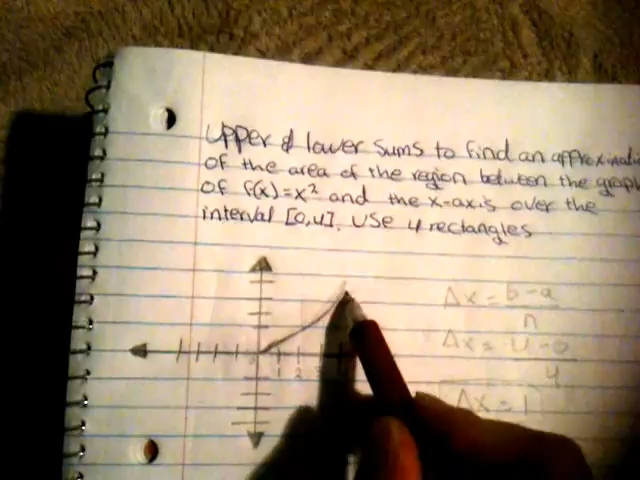 Upper & lower sums to find an approximati
of the area of the region between the graph
of f(x)=x² and the x-axis over the
interval [0,4]. Use 4 rectangles
Δx = b-a
n
Δx = 4-0
4
Δx = 1
1 2